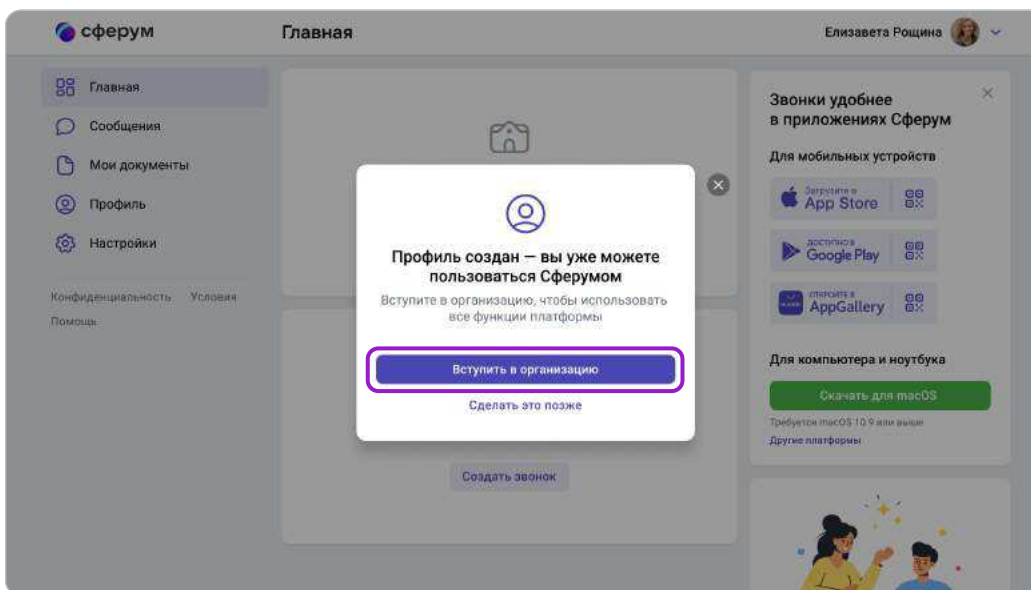 сферум
Главная
Елизавета Рощина
Главная
Сообщения
Мои документы
Профиль
Настройки
Конфиденциальность Условия
Помощь
Профиль создан — вы уже можете
пользоваться Сферумом
Вступите в организацию, чтобы использовать
все функции платформы
Вступить в организацию
Сделать это позже
Создать звонок
Звонки удобнее
в приложениях Сферум
Для мобильных устройств
Загрузите в
App Store
ДОСТУПНО В
Google Play
ОТКРОЙТЕ В
AppGallery
Для компьютера и ноутбука
Скачать для macOS
Требуется macOS 10.9 или выше
Другие платформы